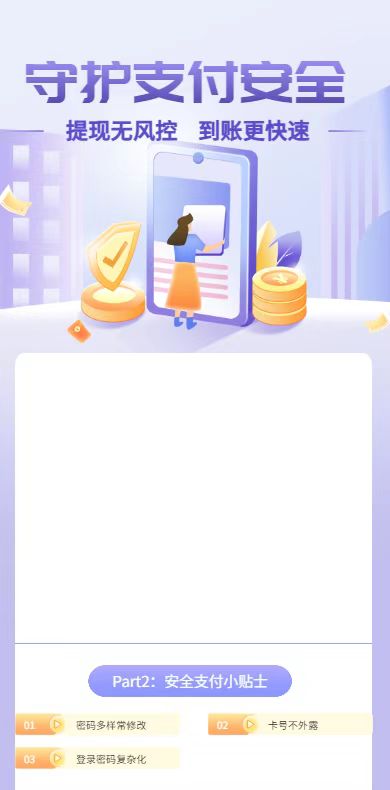 守护支付安全
提现无风控 到账更快速
Part2：安全支付小贴士
01 密码多样常修改
02 卡号不外露
03 登录密码复杂化